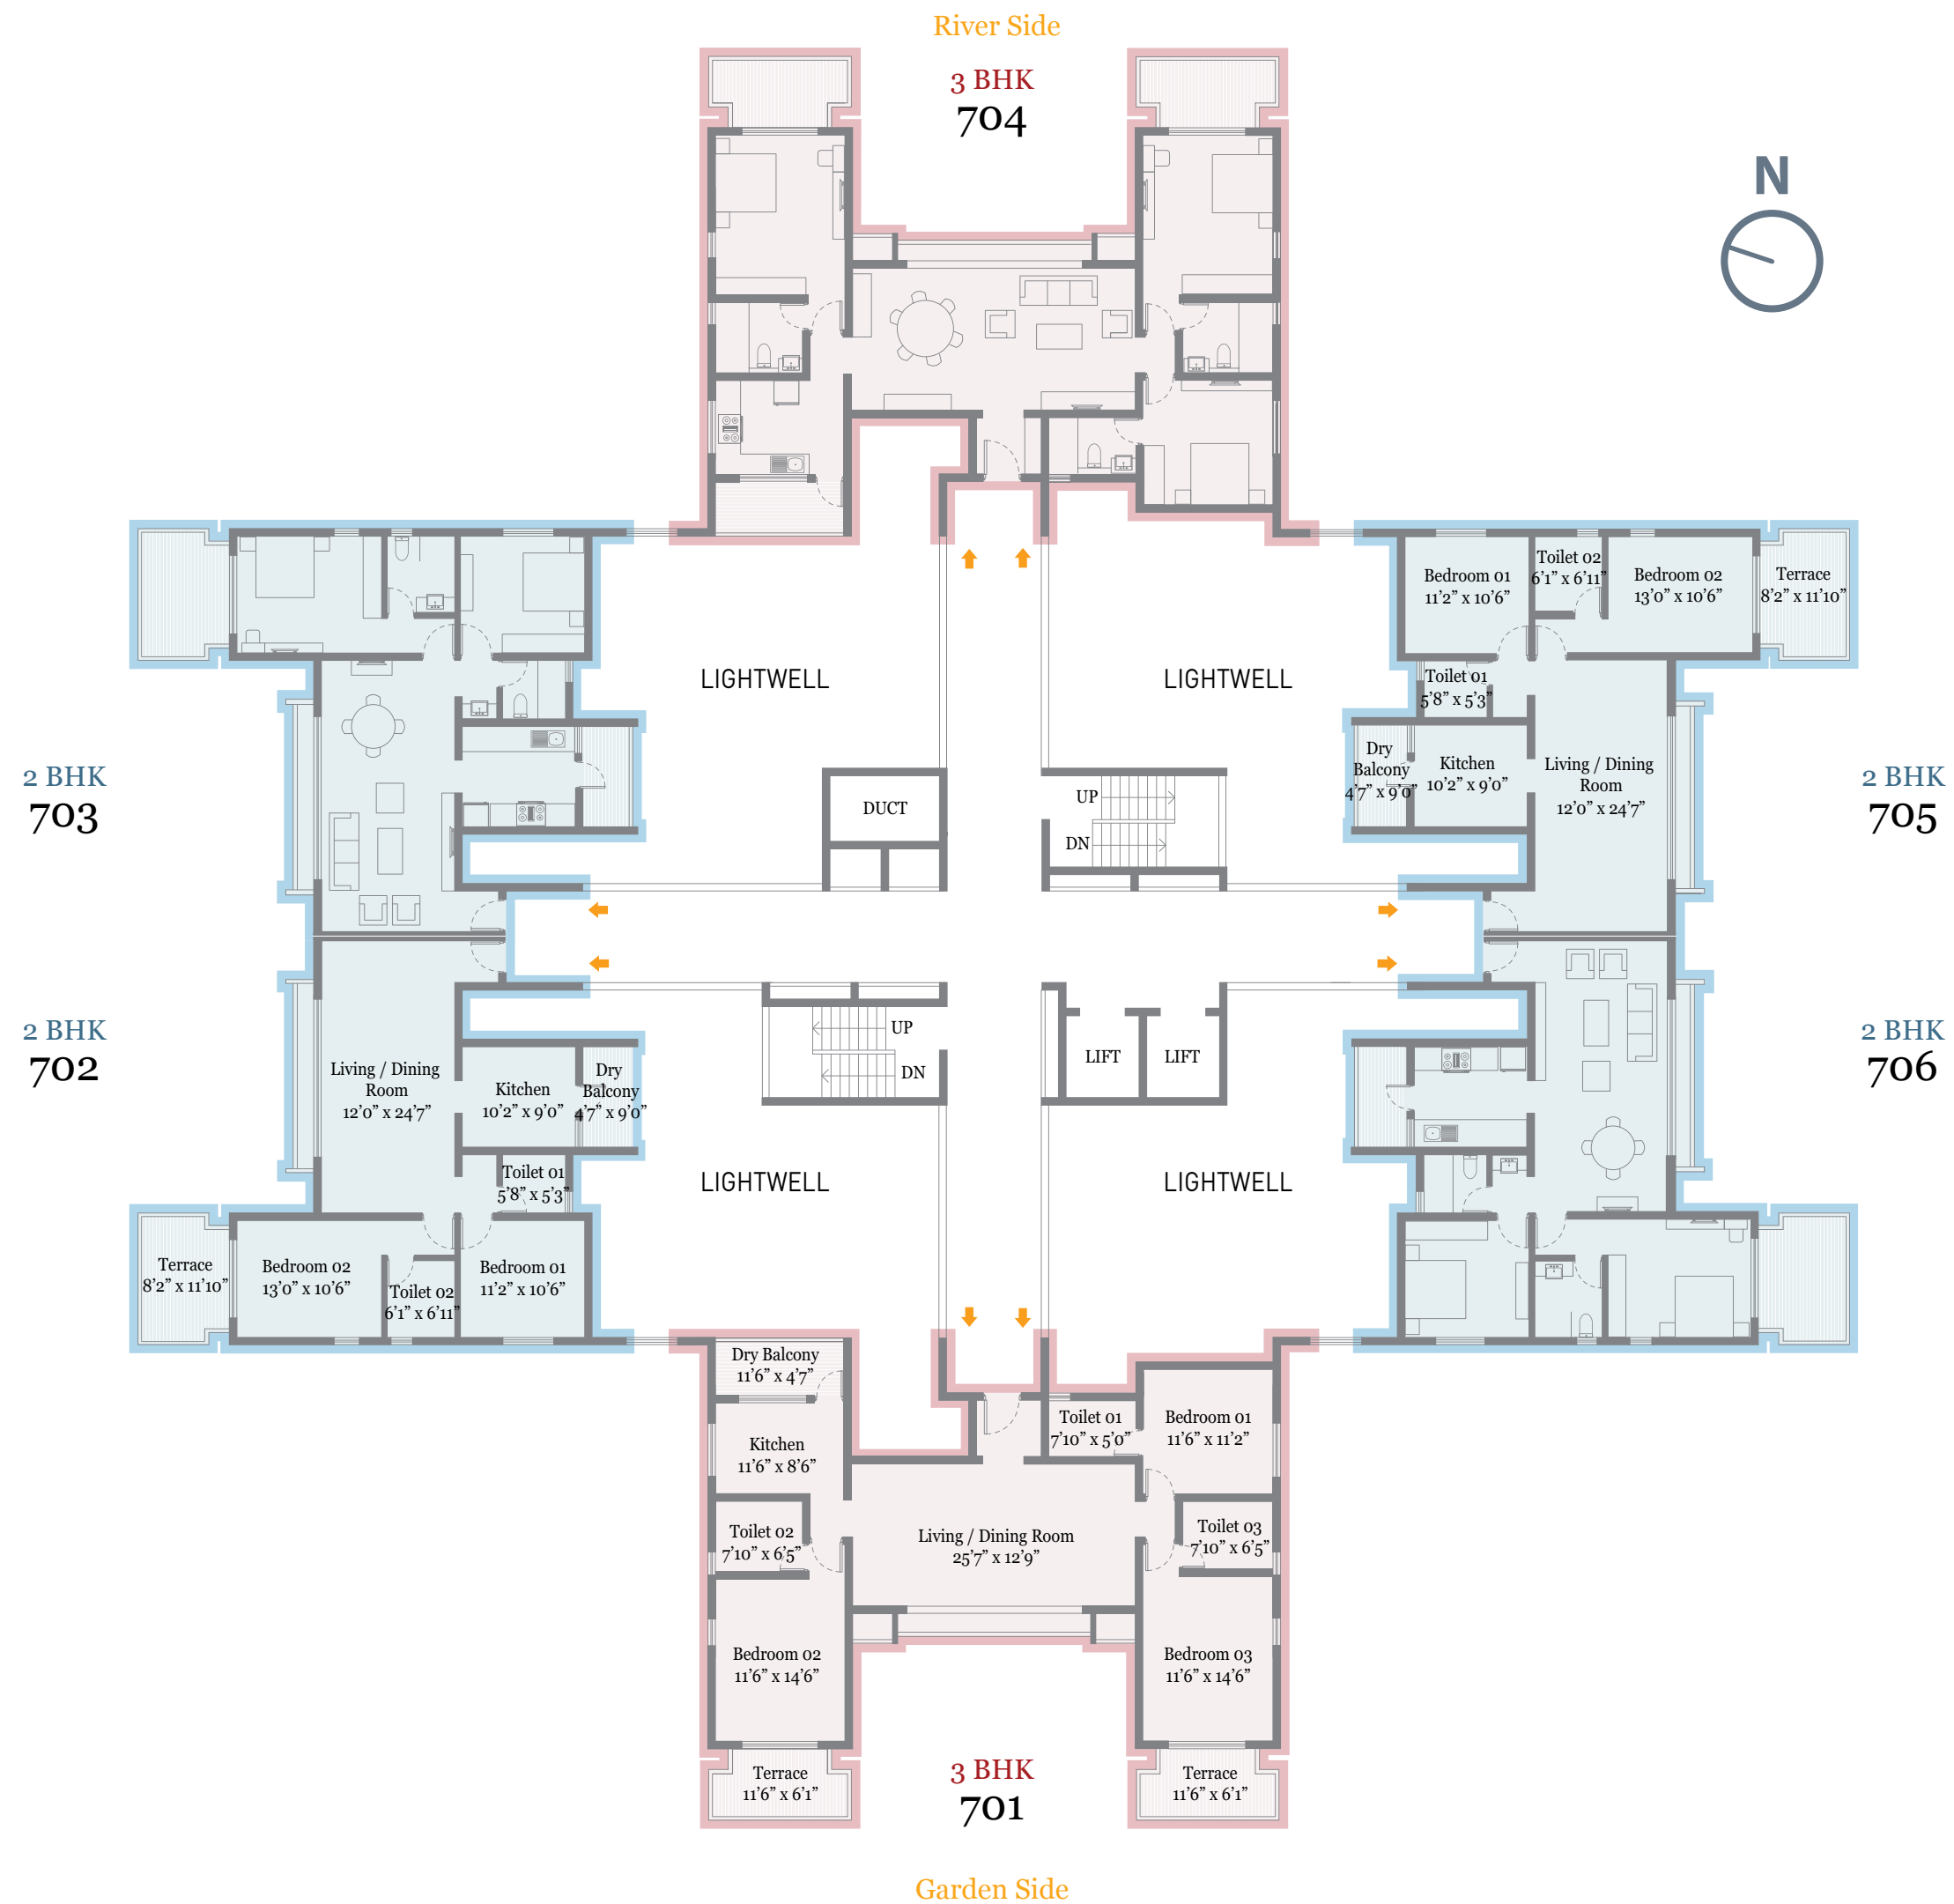 River Side
3 BHK
704
N
Bedroom 01
11’2” x 10’6”
Toilet 02
6’1” x 6’11”
Bedroom 02
13’0” x 10’6”
Terrace
8’2” x 11’10”
LIGHTWELL
LIGHTWELL
Toilet 01
5’8” x 5’3”
2 BHK
703
DUCT
UP
DN
Dry
Balcony
4’7” x 9’0”
Kitchen
10’2” x 9’0”
Living / Dining
Room
12’0” x 24’7”
2 BHK
705
2 BHK
702
Living / Dining
Room
12’0” x 24’7”
Kitchen
10’2” x 9’0”
Dry
Balcony
4’7” x 9’0”
UP
DN
LIFT
LIFT
2 BHK
706
Toilet 01
5’8” x 5’3”
LIGHTWELL
LIGHTWELL
Terrace
8’2” x 11’10”
Bedroom 02
13’0” x 10’6”
Toilet 02
6’1” x 6’11”
Bedroom 01
11’2” x 10’6”
Dry Balcony
11’6” x 4’7”
Kitchen
11’6” x 8’6”
Toilet 01
7’10” x 5’0”
Bedroom 01
11’6” x 11’2”
Toilet 02
7’10” x 6’5”
Living / Dining Room
25’7” x 12’9”
Toilet 03
7’10” x 6’5”
Bedroom 02
11’6” x 14’6”
Bedroom 03
11’6” x 14’6”
Terrace
11’6” x 6’1”
3 BHK
701
Terrace
11’6” x 6’1”
Garden Side